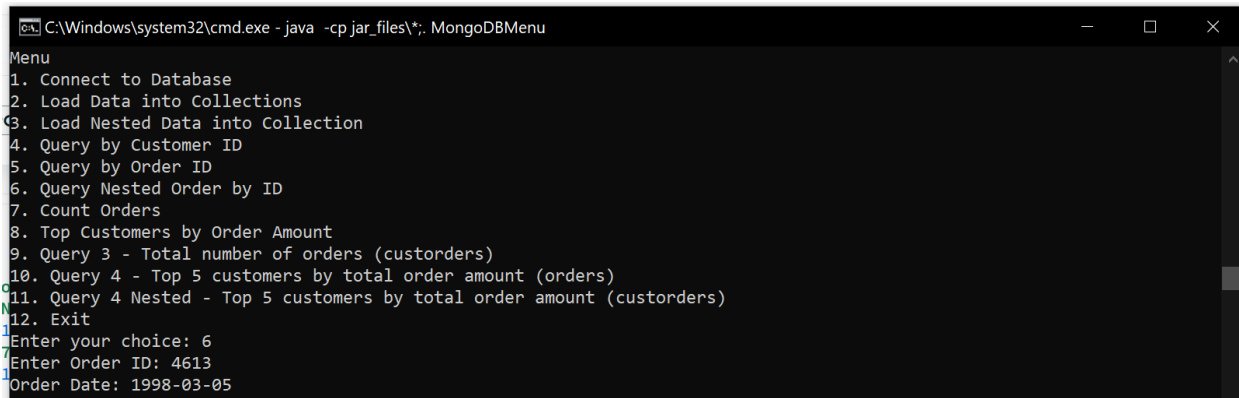 C:\Windows\system32\cmd.exe - java  -cp jar_files\*;. MongoDBMenu
Menu
1. Connect to Database
2. Load Data into Collections
3. Load Nested Data into Collection
4. Query by Customer ID
5. Query by Order ID
6. Query Nested Order by ID
7. Count Orders
8. Top Customers by Order Amount
9. Query 3 - Total number of orders (custorders)
10. Query 4 - Top 5 customers by total order amount (orders)
11. Query 4 Nested - Top 5 customers by total order amount (custorders)
12. Exit
Enter your choice: 6
Enter Order ID: 4613
Order Date: 1998-03-05